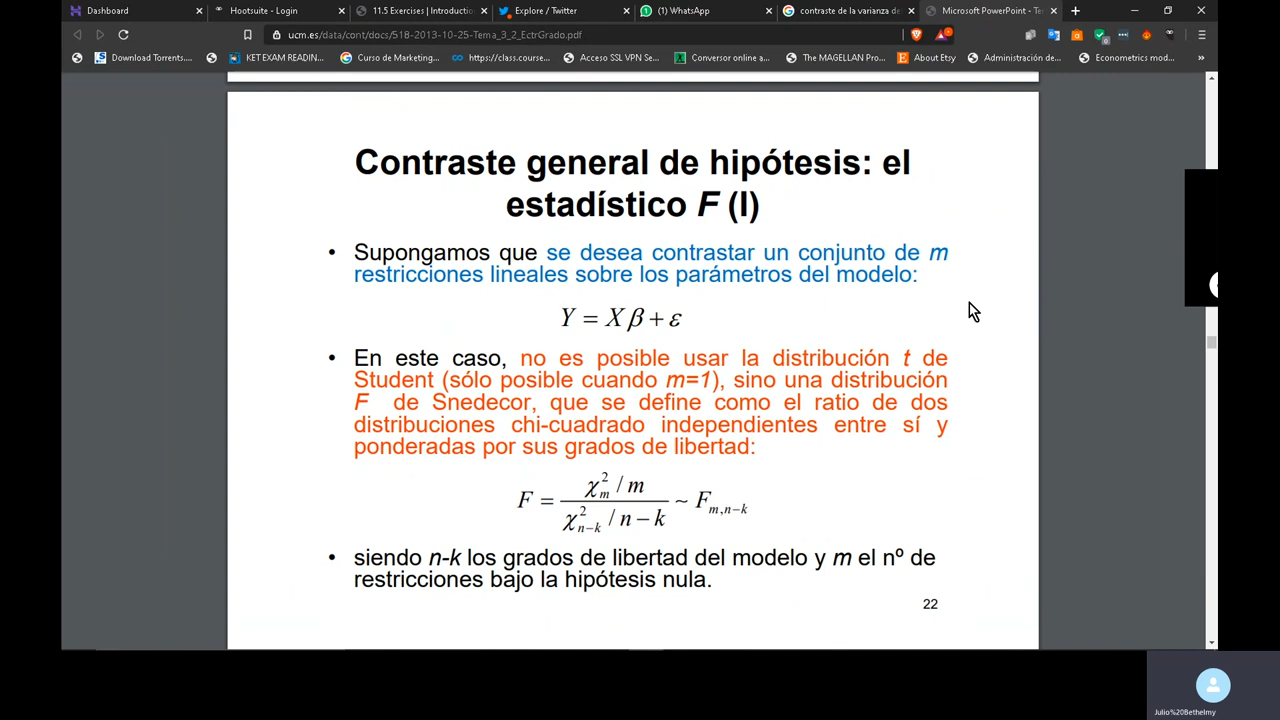 Dashboard
Hootsuite - Login
11.5 Exercises | Introduction
Explore / Twitter
(1) WhatsApp
contraste de la varianza de
Microsoft PowerPoint - Te
ucm.es/data/cont/docs/518-2013-10-25-Tema_3_2_EctrGrado.pdf
Download Torrents....
KET EXAM READIN...
Curso de Marketing...
https://class.course...
Acceso SSL VPN Se...
Conversor online a...
The MAGELLAN Pro...
About Etsy
Administración de...
Econometrics mod...
Contraste general de hipótesis: el
estadístico F (I)
• Supongamos que se desea contrastar un conjunto de m
restricciones lineales sobre los parámetros del modelo:
Y = Xβ + ε
• En este caso, no es posible usar la distribución t de
Student (sólo posible cuando m=1), sino una distribución
F de Snedecor, que se define como el ratio de dos
distribuciones chi-cuadrado independientes entre sí y
ponderadas por sus grados de libertad:
F = (χ²ₘ / m) / (χ²ₙ₋ₖ / n − k) ~ Fₘ,ₙ₋ₖ
• siendo n-k los grados de libertad del modelo y m el nº de
restricciones bajo la hipótesis nula.
22
Julio%20Bethelmy